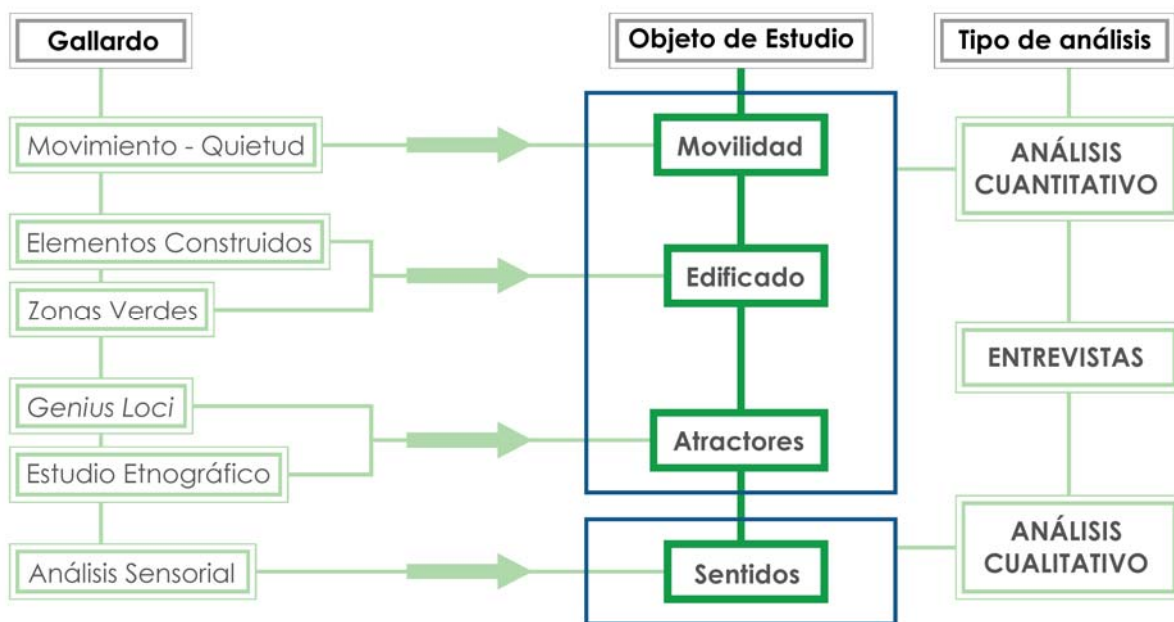 Gallardo
Movimiento - Quietud
Elementos Construidos
Zonas Verdes
Genius Loci
Estudio Etnográfico
Análisis Sensorial
Objeto de Estudio
Movilidad
Edificado
Atractores
Sentidos
Tipo de análisis
ANÁLISIS
CUANTITATIVO
ENTREVISTAS
ANÁLISIS
CUALITATIVO